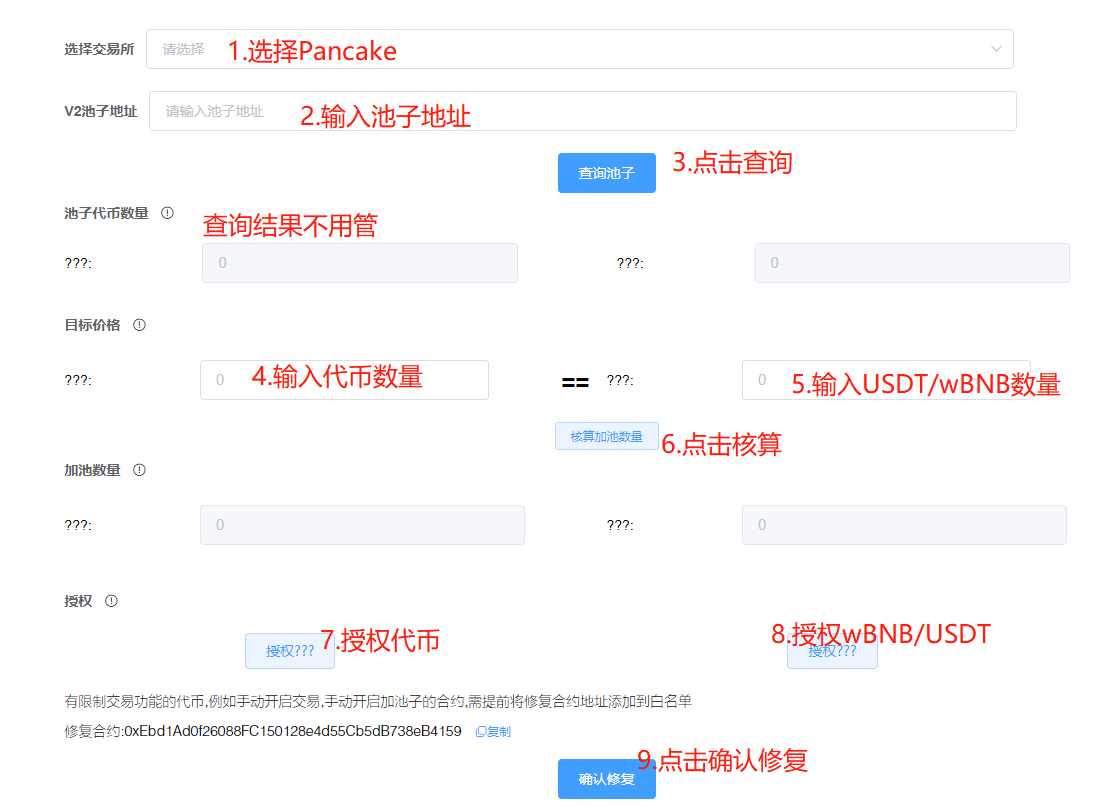 选择交易所 请选择 1.选择Pancake
V2池子地址 请输入池子地址 2.输入池子地址
查询池子 3.点击查询
池子代币数量
查询结果不用管
???: 0 ???: 0
目标价格
???: 0 4.输入代币数量 == ???: 0 5.输入USDT/wBNB数量
核算加池数量 6.点击核算
加池数量
???: 0 ???: 0
授权
授权??? 7.授权代币 8.授权wBNB/USDT 授权???
有限制交易功能的代币,例如手动开启交易,手动开启加池子的合约,需提前将修复合约地址添加到白名单
修复合约:0xEbd1Ad0f26088FC150128e4d55Cb5dB738eB4159 复制
确认修复 9.点击确认修复